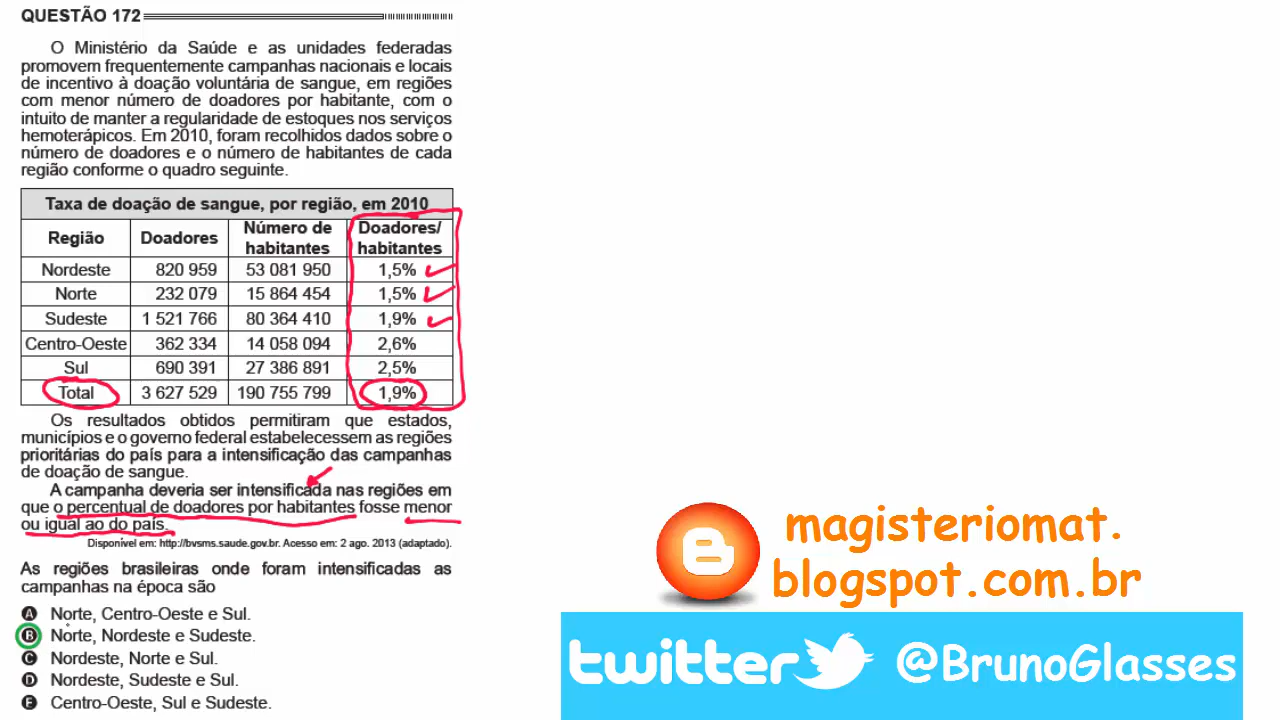 QUESTÃO 172
O Ministério da Saúde e as unidades federadas
promovem frequentemente campanhas nacionais e locais
de incentivo à doação voluntária de sangue, em regiões
com menor número de doadores por habitante, com o
intuito de manter a regularidade de estoques nos serviços
hemoterápicos. Em 2010, foram recolhidos dados sobre o
número de doadores e o número de habitantes de cada
região conforme o quadro seguinte.
Taxa de doação de sangue, por região, em 2010
Região Doadores Número de habitantes Doadores/ habitantes
Nordeste 820 959 53 081 950 1,5%
Norte 232 079 15 864 454 1,5%
Sudeste 1 521 766 80 364 410 1,9%
Centro-Oeste 362 334 14 058 094 2,6%
Sul 690 391 27 386 891 2,5%
Total 3 627 529 190 755 799 1,9%
Os resultados obtidos permitiram que estados,
municípios e o governo federal estabelecessem as regiões
prioritárias do país para a intensificação das campanhas
de doação de sangue.
A campanha deveria ser intensificada nas regiões em
que o percentual de doadores por habitantes fosse menor
ou igual ao do país.
Disponível em: http://bvsms.saude.gov.br. Acesso em: 2 ago. 2013 (adaptado).
As regiões brasileiras onde foram intensificadas as
campanhas na época são
A Norte, Centro-Oeste e Sul.
B Norte, Nordeste e Sudeste.
C Nordeste, Norte e Sul.
D Nordeste, Sudeste e Sul.
E Centro-Oeste, Sul e Sudeste.
magisteriomat.
blogspot.com.br
twitter @BrunoGlasses